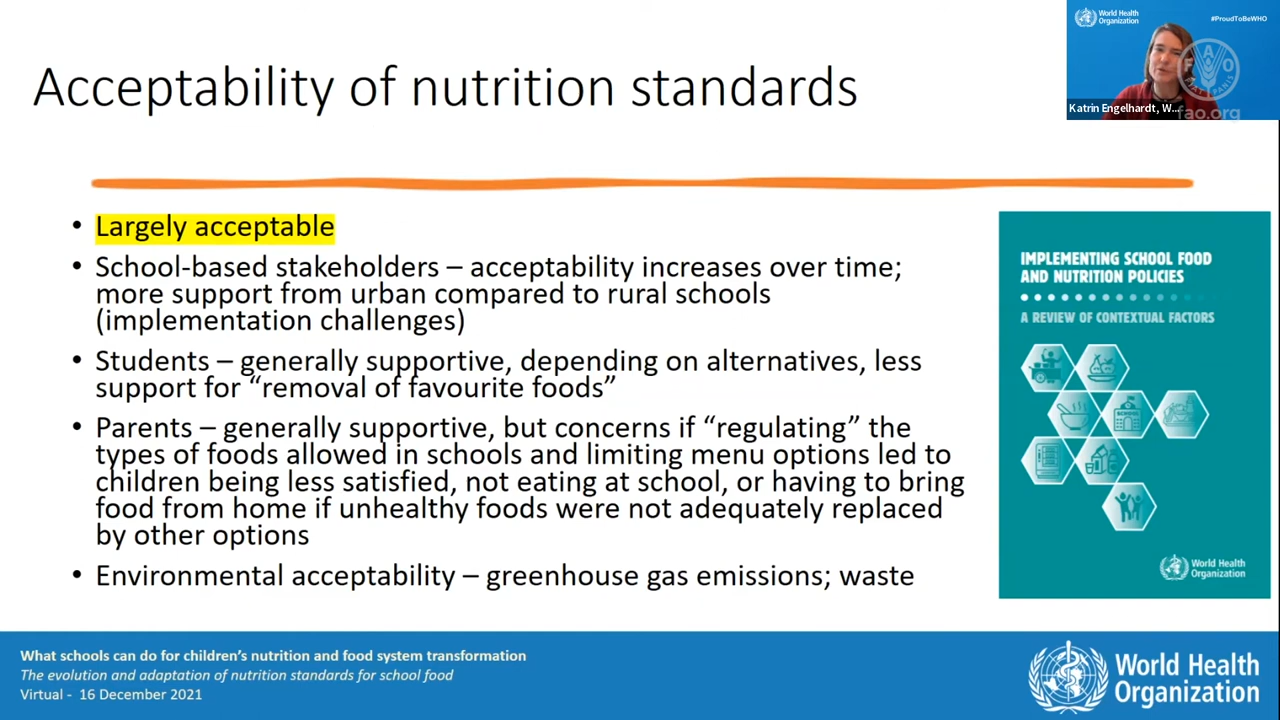 World Health
Organization
#ProudToBeWHO
FAO
FIAT PANIS
Katrin Engelhardt, W...
fao.org
Acceptability of nutrition standards
• Largely acceptable
• School-based stakeholders – acceptability increases over time;
more support from urban compared to rural schools
(implementation challenges)
• Students – generally supportive, depending on alternatives, less
support for “removal of favourite foods”
• Parents – generally supportive, but concerns if “regulating” the
types of foods allowed in schools and limiting menu options led to
children being less satisfied, not eating at school, or having to bring
food from home if unhealthy foods were not adequately replaced
by other options
• Environmental acceptability – greenhouse gas emissions; waste
IMPLEMENTING SCHOOL FOOD
AND NUTRITION POLICIES
A REVIEW OF CONTEXTUAL FACTORS
SCHOOL
World Health
Organization
What schools can do for children’s nutrition and food system transformation
The evolution and adaptation of nutrition standards for school food
Virtual - 16 December 2021
World Health
Organization